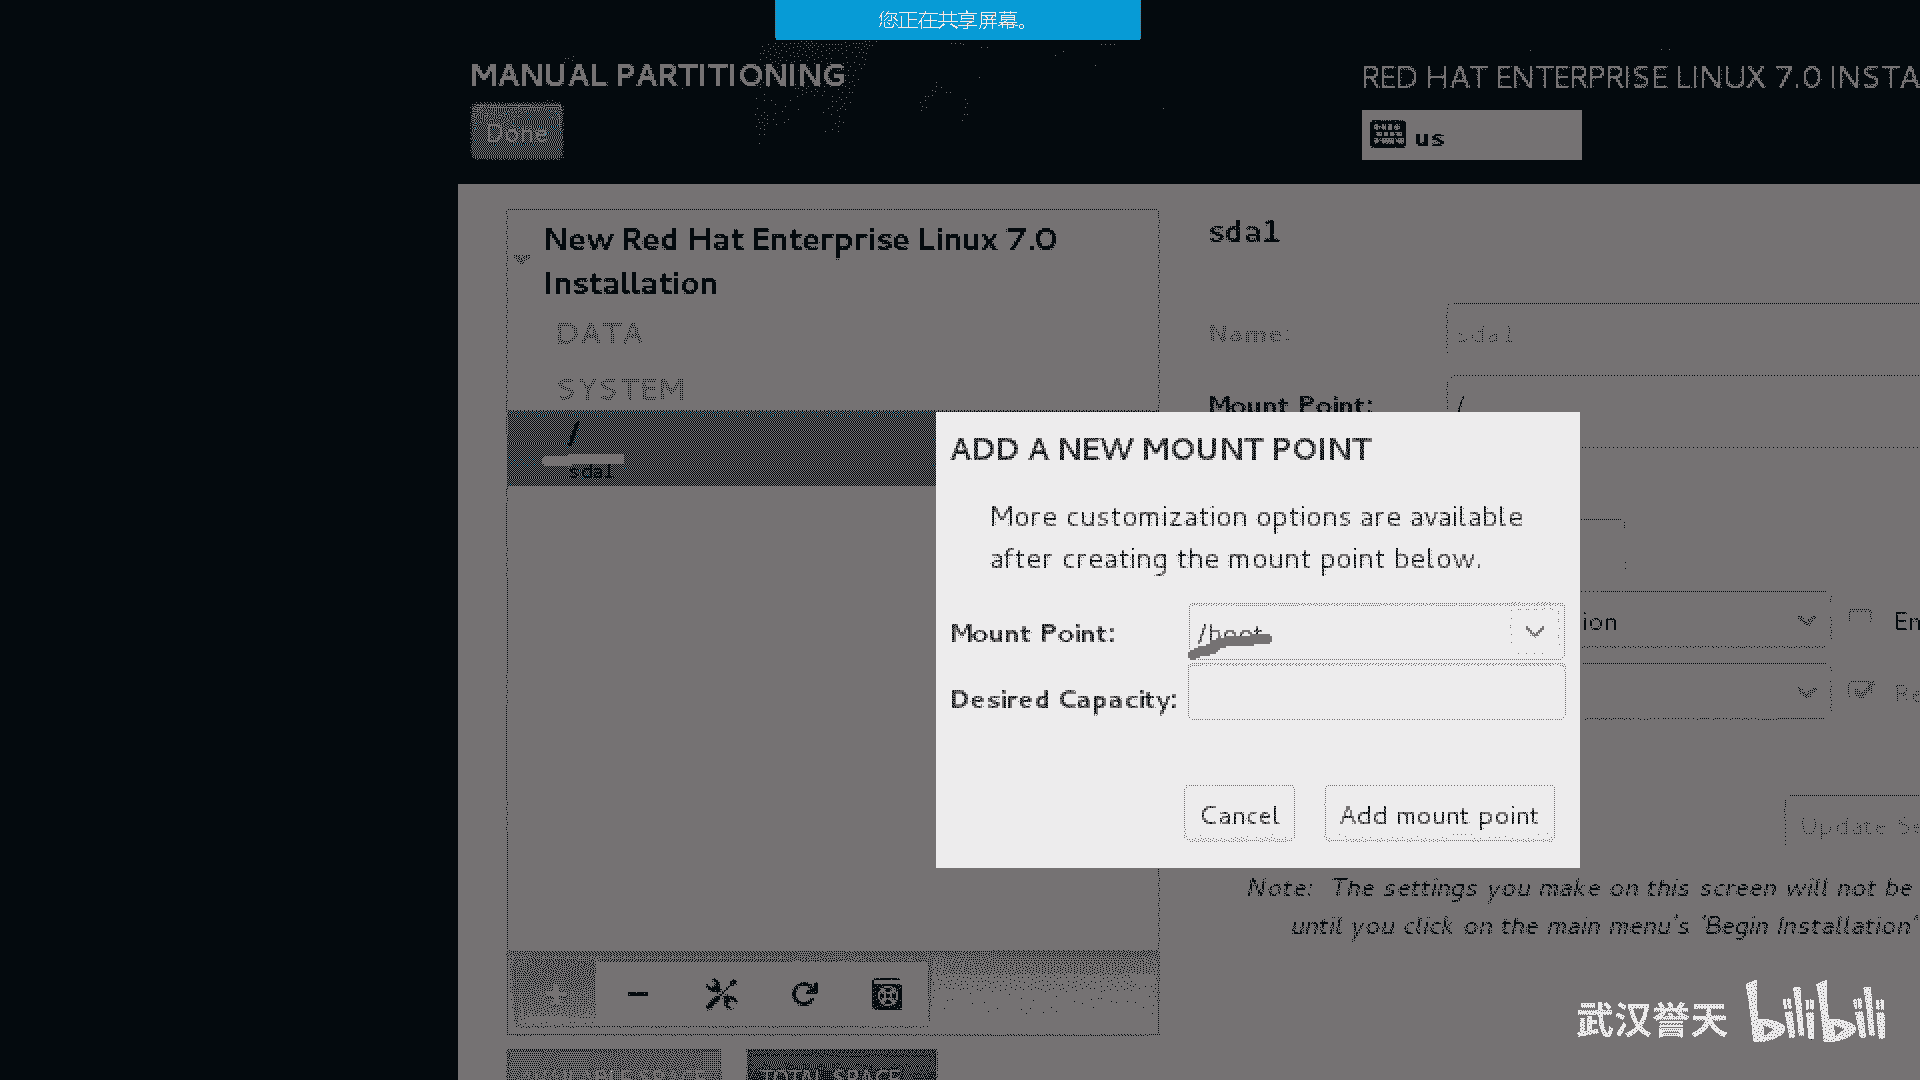 您正在共享屏幕。
MANUAL PARTITIONING
RED HAT ENTERPRISE LINUX 7.0 INSTA
Done
us
New Red Hat Enterprise Linux 7.0
Installation
sda1
DATA
Name:
sda1
SYSTEM
Mount Point:
/
/
sda1
ADD A NEW MOUNT POINT
More customization options are available
after creating the mount point below.
Mount Point:
/boot
Desired Capacity:
Cancel
Add mount point
ion
En
Re
Update Se
Note: The settings you make on this screen will not be
until you click on the main menu's 'Begin Installation'
武汉誉天
bilibili
AVAILABLE SPACE
TOTAL SPACE